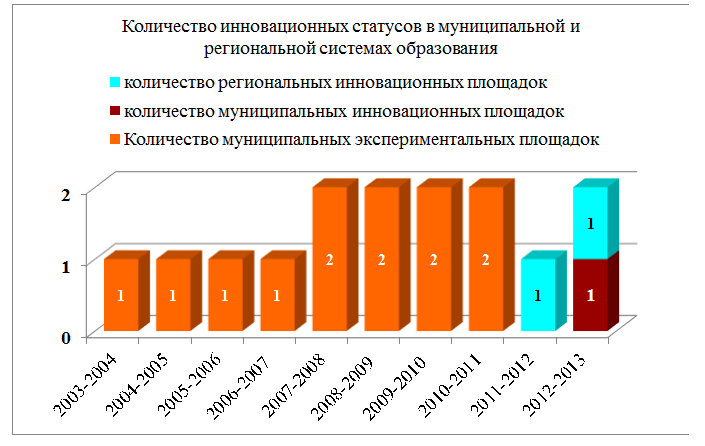 Количество инновационных статусов в муниципальной и
региональной системах образования
количество региональных инновационных площадок
количество муниципальных инновационных площадок
Количество муниципальных экспериментальных площадок
2
1
0
1 1 1 1 2 2 2 2 1 1
1
2003-2004 2004-2005 2005-2006 2006-2007 2007-2008 2008-2009 2009-2010 2010-2011 2011-2012 2012-2013